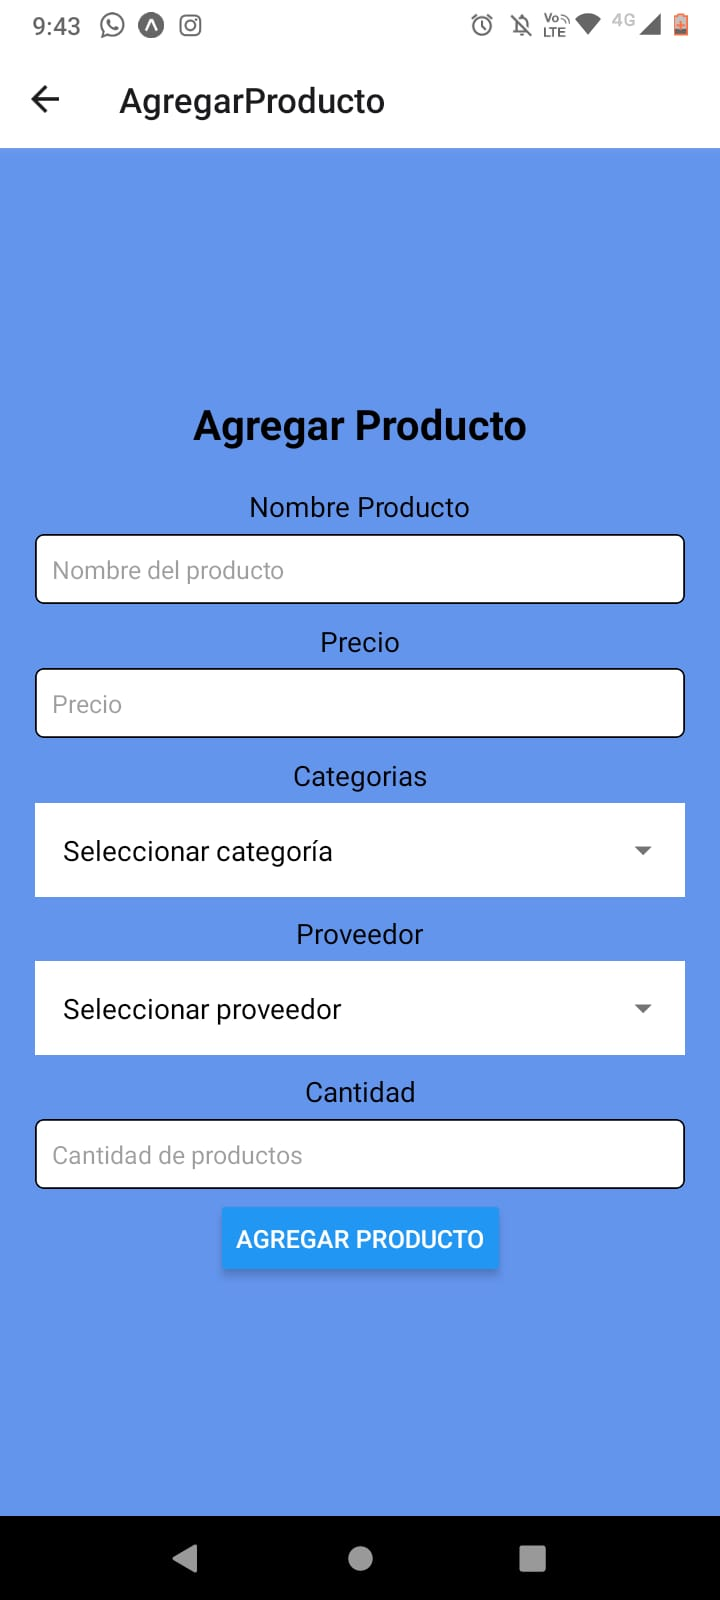 9:43 Vo LTE 4G
AgregarProducto
Agregar Producto
Nombre Producto
Nombre del producto
Precio
Precio
Categorias
Seleccionar categoría
Proveedor
Seleccionar proveedor
Cantidad
Cantidad de productos
AGREGAR PRODUCTO